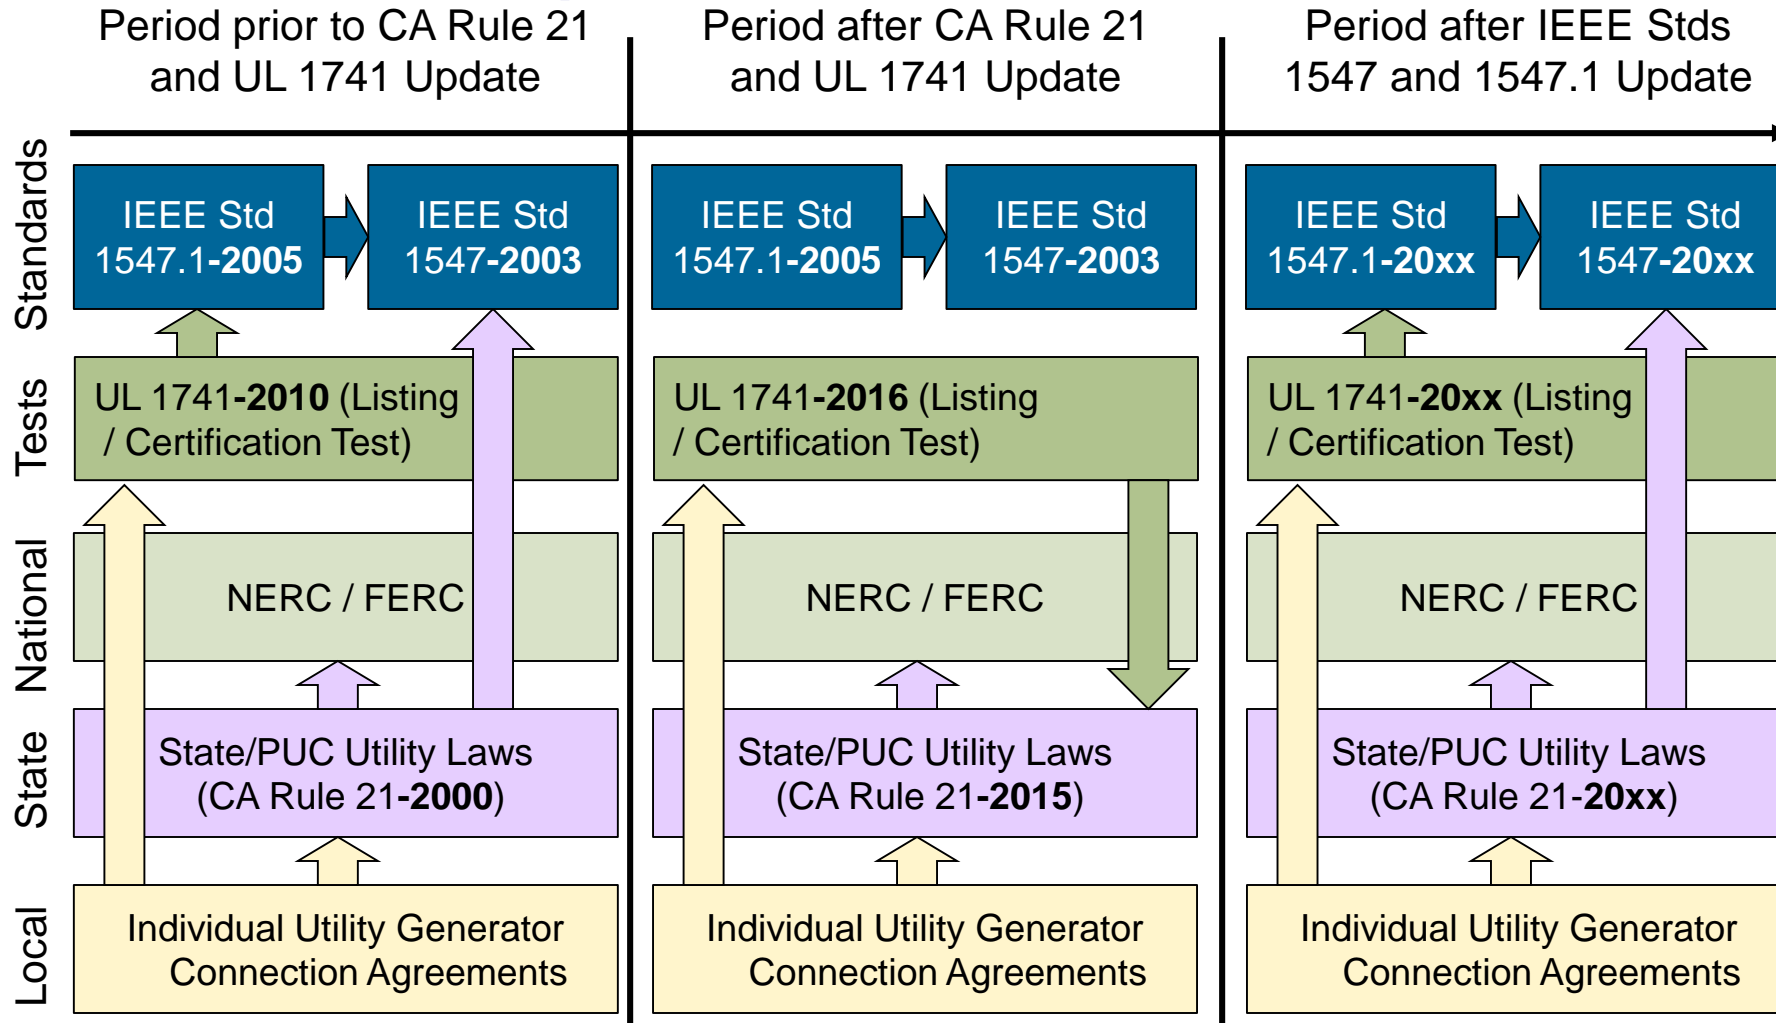 Period prior to CA Rule 21
and UL 1741 Update
Period after CA Rule 21
and UL 1741 Update
Period after IEEE Stds
1547 and 1547.1 Update
Standards
IEEE Std
1547.1-2005
IEEE Std
1547-2003
IEEE Std
1547.1-2005
IEEE Std
1547-2003
IEEE Std
1547.1-20xx
IEEE Std
1547-20xx
Tests
UL 1741-2010 (Listing
/ Certification Test)
UL 1741-2016 (Listing
/ Certification Test)
UL 1741-20xx (Listing
/ Certification Test)
National
NERC / FERC
NERC / FERC
NERC / FERC
State
State/PUC Utility Laws
(CA Rule 21-2000)
State/PUC Utility Laws
(CA Rule 21-2015)
State/PUC Utility Laws
(CA Rule 21-20xx)
Local
Individual Utility Generator
Connection Agreements
Individual Utility Generator
Connection Agreements
Individual Utility Generator
Connection Agreements